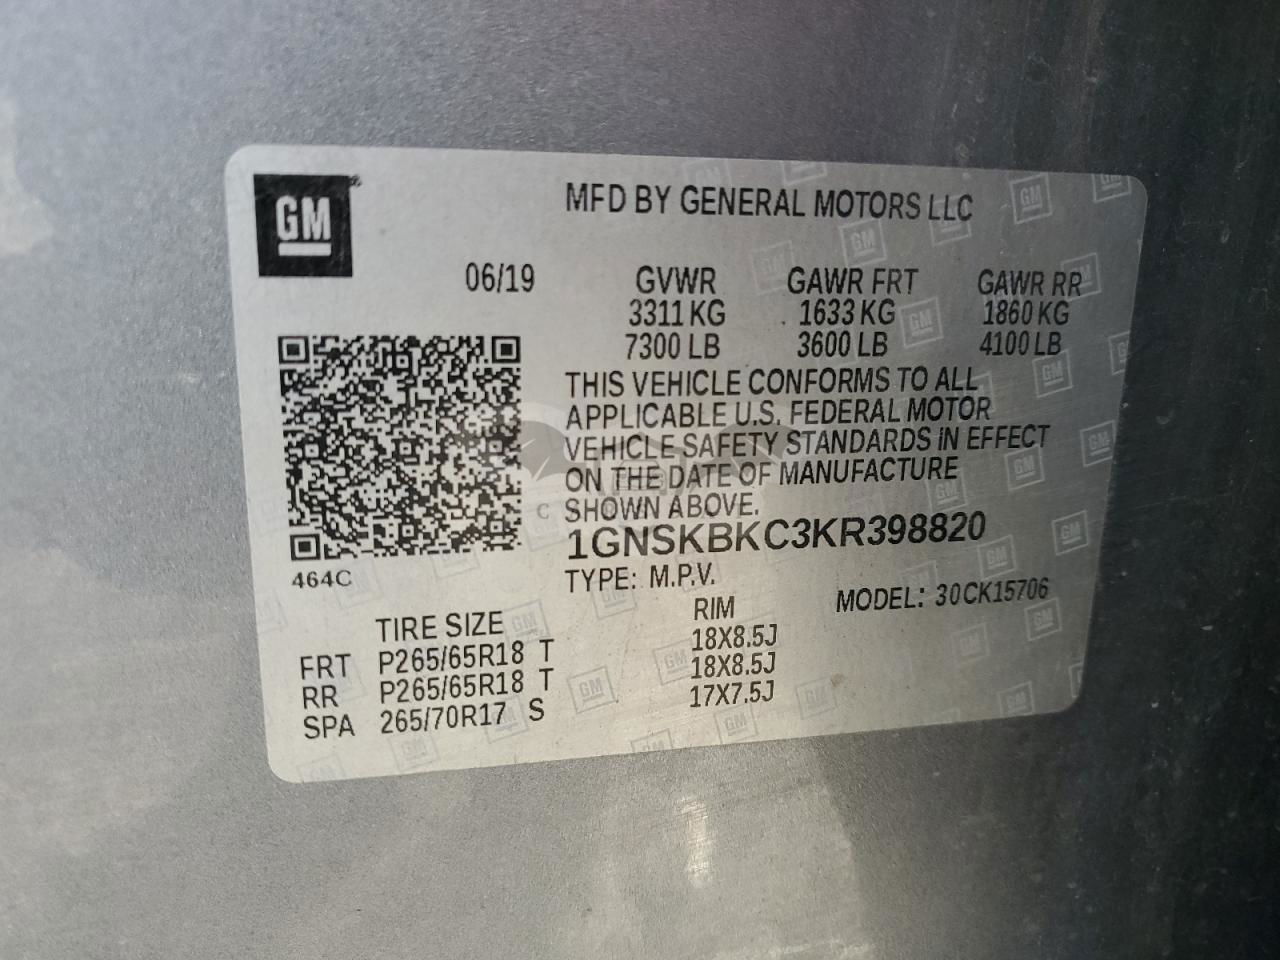 GM
MFD BY GENERAL MOTORS LLC
06/19
GVWR GAWR FRT GAWR RR
3311 KG 1633 KG 1860 KG
7300 LB 3600 LB 4100 LB
THIS VEHICLE CONFORMS TO ALL
APPLICABLE U.S. FEDERAL MOTOR
VEHICLE SAFETY STANDARDS IN EFFECT
ON THE DATE OF MANUFACTURE
SHOWN ABOVE.
1GNSKBKC3KR398820
464C
TYPE: M.P.V. MODEL: 30CK15706
TIRE SIZE RIM
FRT P265/65R18 T 18X8.5J
RR P265/65R18 T 18X8.5J
SPA 265/70R17 S 17X7.5J